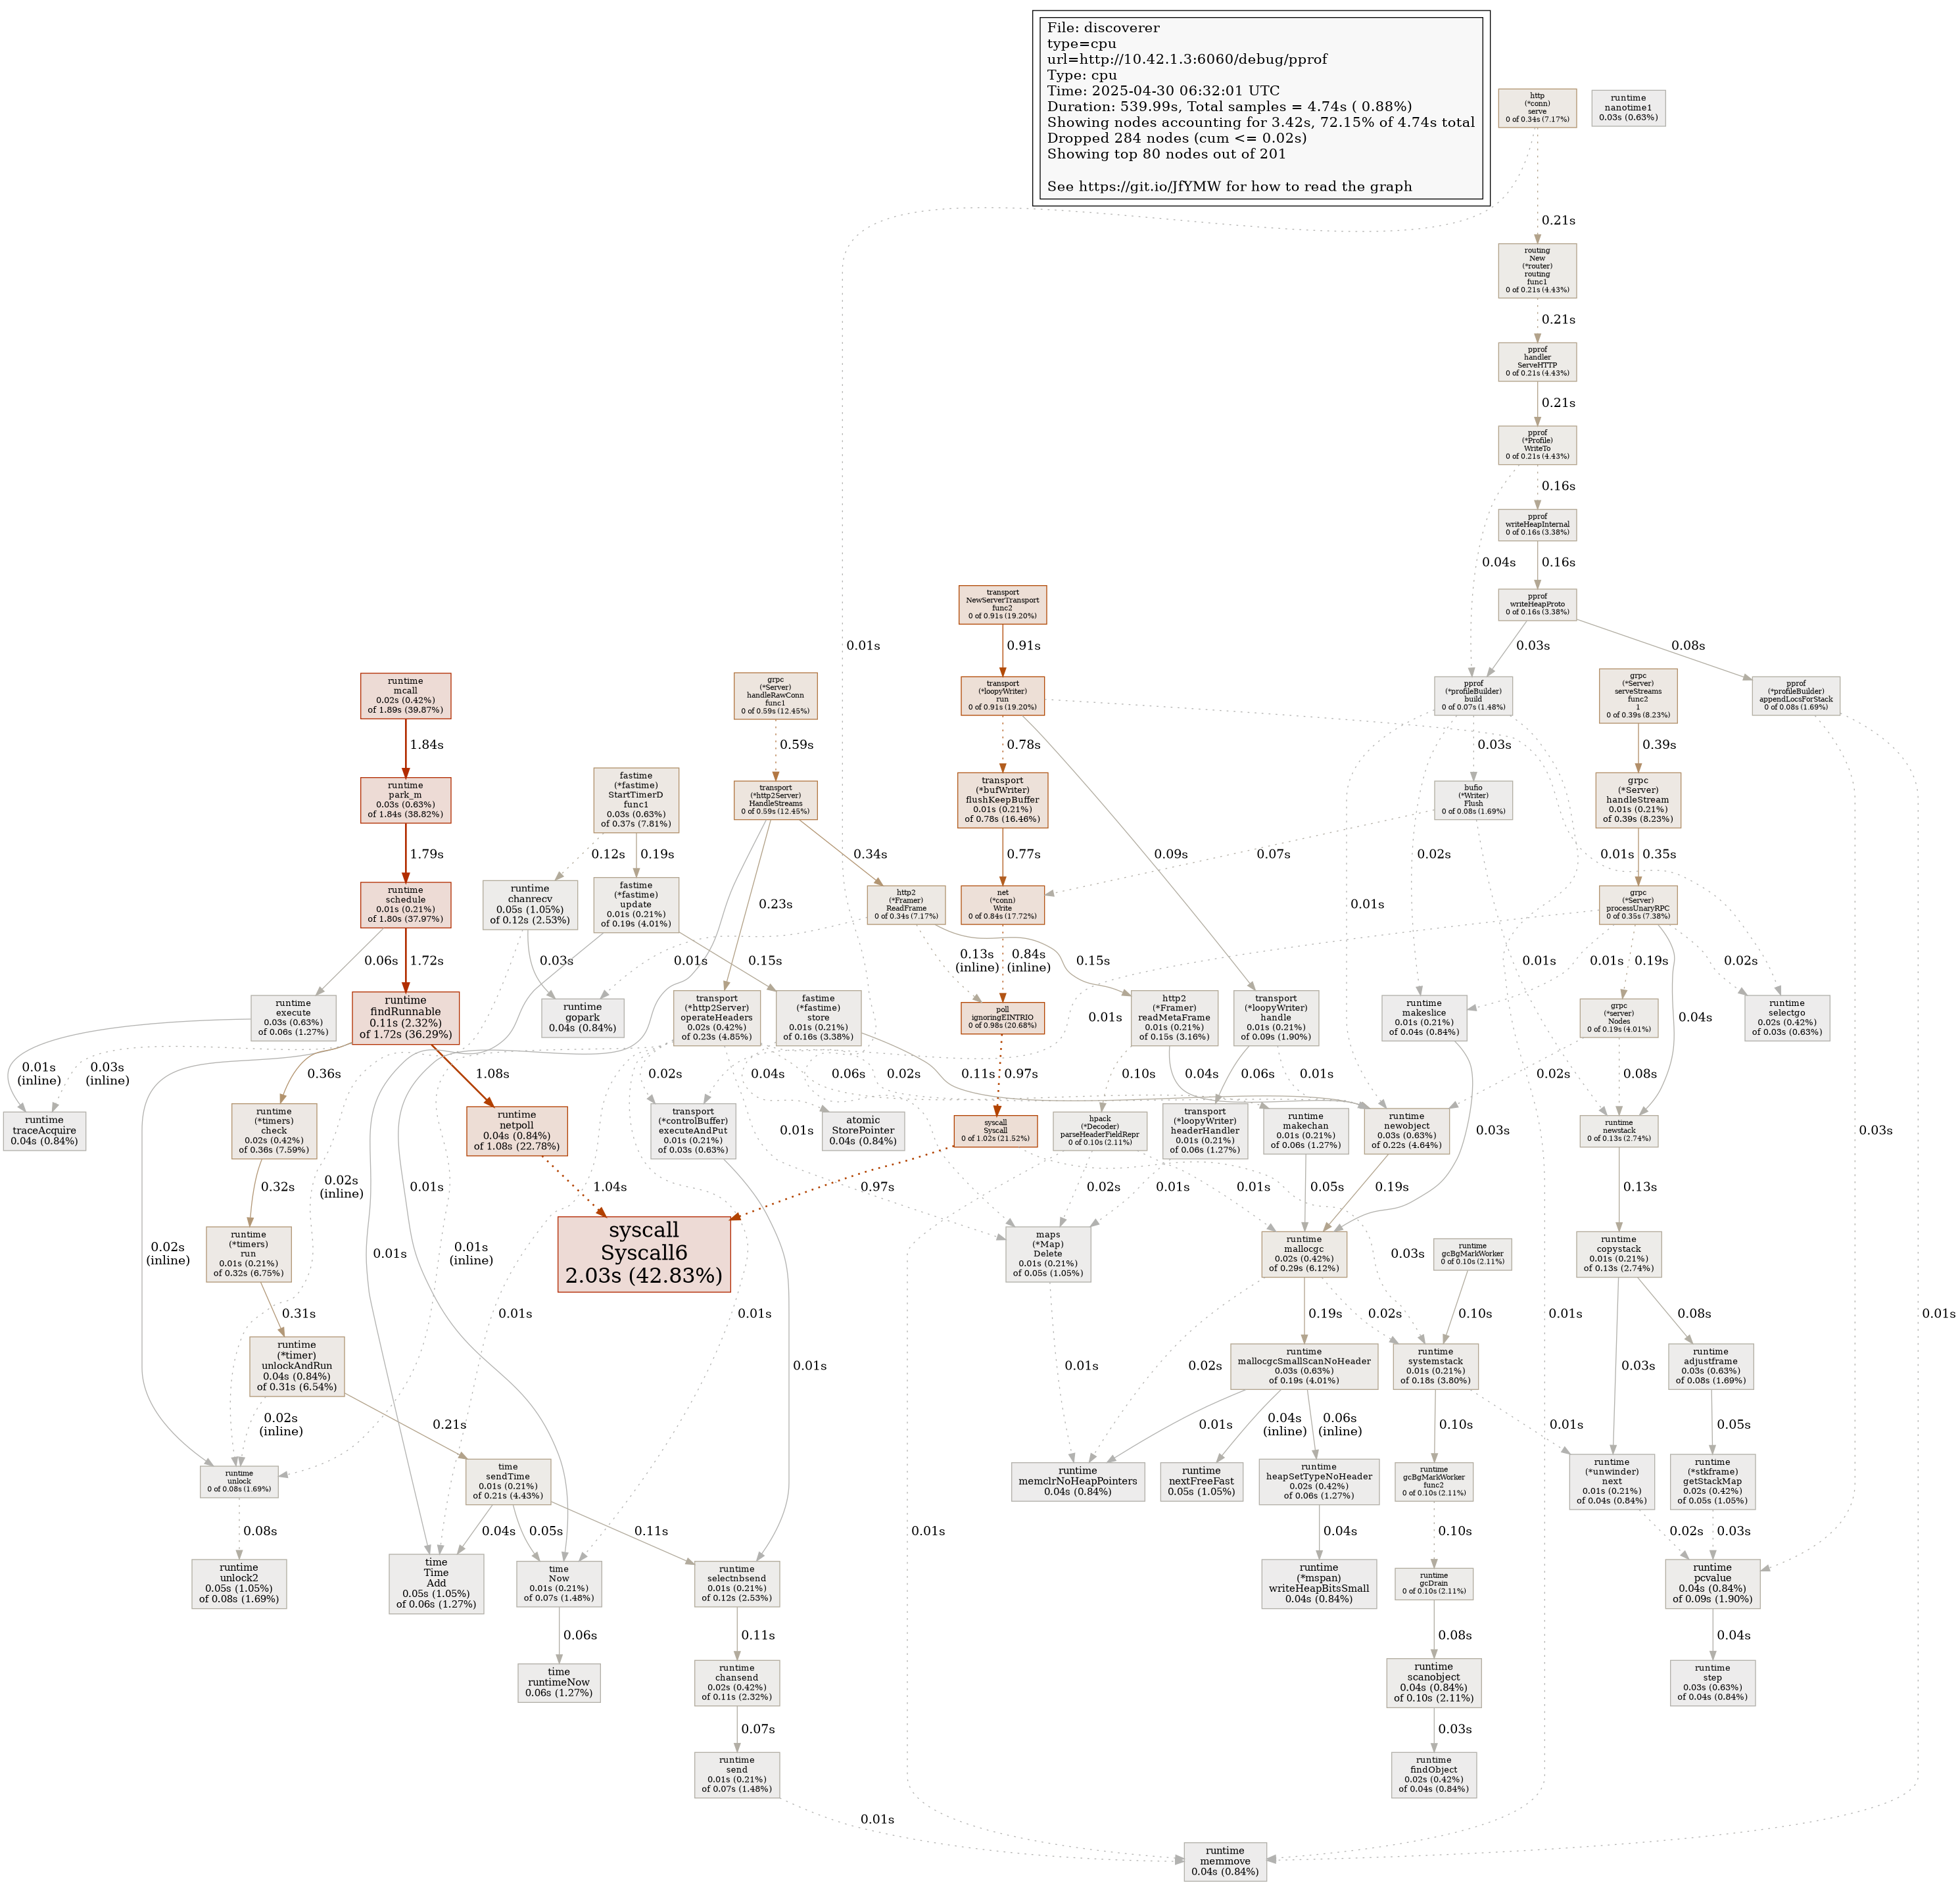 File: discoverer
type=cpu
url=http://10.42.1.3:6060/debug/pprof
Type: cpu
Time: 2025-04-30 06:32:01 UTC
Duration: 539.99s, Total samples = 4.74s ( 0.88%)
Showing nodes accounting for 3.42s, 72.15% of 4.74s total
Dropped 284 nodes (cum <= 0.02s)
Showing top 80 nodes out of 201
See https://git.io/JfYMW for how to read the graph
http
(*conn)
serve
0 of 0.34s (7.17%)
runtime
nanotime1
0.03s (0.63%)
0.21s
routing
New
(*router)
routing
func1
0 of 0.21s (4.43%)
0.21s
pprof
handler
ServeHTTP
0 of 0.21s (4.43%)
0.21s
pprof
(*Profile)
WriteTo
0 of 0.21s (4.43%)
0.16s
pprof
writeHeapInternal
0 of 0.16s (3.38%)
0.04s
0.16s
pprof
writeHeapProto
0 of 0.16s (3.38%)
transport
NewServerTransport
func2
0 of 0.91s (19.20%)
0.01s
0.91s
0.03s
0.08s
runtime
mcall
0.02s (0.42%)
of 1.89s (39.87%)
grpc
(*Server)
handleRawConn
func1
0 of 0.59s (12.45%)
transport
(*loopyWriter)
run
0 of 0.91s (19.20%)
pprof
(*profileBuilder)
build
0 of 0.07s (1.48%)
grpc
(*Server)
serveStreams
func2
1
0 of 0.39s (8.23%)
pprof
(*profileBuilder)
appendLocsForStack
0 of 0.08s (1.69%)
1.84s
0.59s
0.78s
0.03s
0.39s
runtime
park_m
0.03s (0.63%)
of 1.84s (38.82%)
fastime
(*fastime)
StartTimerD
func1
0.03s (0.63%)
of 0.37s (7.81%)
transport
(*http2Server)
HandleStreams
0 of 0.59s (12.45%)
transport
(*bufWriter)
flushKeepBuffer
0.01s (0.21%)
of 0.78s (16.46%)
bufio
(*Writer)
Flush
0 of 0.08s (1.69%)
grpc
(*Server)
handleStream
0.01s (0.21%)
of 0.39s (8.23%)
1.79s
0.12s
0.19s
0.34s
0.77s
0.09s
0.07s
0.02s
0.01s
0.35s
runtime
schedule
0.01s (0.21%)
of 1.80s (37.97%)
runtime
chanrecv
0.05s (1.05%)
of 0.12s (2.53%)
fastime
(*fastime)
update
0.01s (0.21%)
of 0.19s (4.01%)
0.23s
http2
(*Framer)
ReadFrame
0 of 0.34s (7.17%)
net
(*conn)
Write
0 of 0.84s (17.72%)
0.01s
grpc
(*Server)
processUnaryRPC
0 of 0.35s (7.38%)
0.06s
1.72s
0.03s
0.15s
0.01s
0.13s
(inline)
0.84s
(inline)
0.15s
0.01s
0.01s
0.19s
0.02s
runtime
execute
0.03s (0.63%)
of 0.06s (1.27%)
runtime
findRunnable
0.11s (2.32%)
of 1.72s (36.29%)
runtime
gopark
0.04s (0.84%)
transport
(*http2Server)
operateHeaders
0.02s (0.42%)
of 0.23s (4.85%)
fastime
(*fastime)
store
0.01s (0.21%)
of 0.16s (3.38%)
poll
ignoringEINTRIO
0 of 0.98s (20.68%)
0.01s
http2
(*Framer)
readMetaFrame
0.01s (0.21%)
of 0.15s (3.16%)
transport
(*loopyWriter)
handle
0.01s (0.21%)
of 0.09s (1.90%)
runtime
makeslice
0.01s (0.21%)
of 0.04s (0.84%)
grpc
(*server)
Nodes
0 of 0.19s (4.01%)
0.04s
runtime
selectgo
0.02s (0.42%)
of 0.03s (0.63%)
0.01s
(inline)
0.03s
(inline)
0.36s
1.08s
0.02s
0.04s
0.06s
0.02s
0.11s
0.97s
0.10s
0.04s
0.06s
0.01s
0.02s
0.08s
runtime
traceAcquire
0.04s (0.84%)
runtime
(*timers)
check
0.02s (0.42%)
of 0.36s (7.59%)
runtime
netpoll
0.04s (0.84%)
of 1.08s (22.78%)
transport
(*controlBuffer)
executeAndPut
0.01s (0.21%)
of 0.03s (0.63%)
0.01s
atomic
StorePointer
0.04s (0.84%)
syscall
Syscall
0 of 1.02s (21.52%)
hpack
(*Decoder)
parseHeaderFieldRepr
0 of 0.10s (2.11%)
transport
(*loopyWriter)
headerHandler
0.01s (0.21%)
of 0.06s (1.27%)
runtime
makechan
0.01s (0.21%)
of 0.06s (1.27%)
runtime
newobject
0.03s (0.63%)
of 0.22s (4.64%)
0.03s
runtime
newstack
0 of 0.13s (2.74%)
0.03s
0.02s
(inline)
0.32s
0.01s
1.04s
0.97s
0.02s
0.01s
0.01s
0.05s
0.19s
0.13s
0.02s
(inline)
runtime
(*timers)
run
0.01s (0.21%)
of 0.32s (6.75%)
0.01s
0.01s
(inline)
syscall
Syscall6
2.03s (42.83%)
maps
(*Map)
Delete
0.01s (0.21%)
of 0.05s (1.05%)
runtime
mallocgc
0.02s (0.42%)
of 0.29s (6.12%)
0.03s
runtime
gcBgMarkWorker
0 of 0.10s (2.11%)
runtime
copystack
0.01s (0.21%)
of 0.13s (2.74%)
0.31s
0.01s
0.01s
0.01s
0.19s
0.02s
0.10s
0.01s
0.08s
0.01s
runtime
(*timer)
unlockAndRun
0.04s (0.84%)
of 0.31s (6.54%)
0.01s
0.01s
0.02s
runtime
mallocgcSmallScanNoHeader
0.03s (0.63%)
of 0.19s (4.01%)
runtime
systemstack
0.01s (0.21%)
of 0.18s (3.80%)
0.03s
runtime
adjustframe
0.03s (0.63%)
of 0.08s (1.69%)
0.02s
(inline)
0.21s
0.01s
0.04s
(inline)
0.06s
(inline)
0.10s
0.01s
0.05s
runtime
unlock
0 of 0.08s (1.69%)
time
sendTime
0.01s (0.21%)
of 0.21s (4.43%)
runtime
memclrNoHeapPointers
0.04s (0.84%)
runtime
nextFreeFast
0.05s (1.05%)
runtime
heapSetTypeNoHeader
0.02s (0.42%)
of 0.06s (1.27%)
runtime
gcBgMarkWorker
func2
0 of 0.10s (2.11%)
runtime
(*unwinder)
next
0.01s (0.21%)
of 0.04s (0.84%)
runtime
(*stkframe)
getStackMap
0.02s (0.42%)
of 0.05s (1.05%)
0.08s
0.04s
0.05s
0.11s
0.01s
0.04s
0.10s
0.02s
0.03s
runtime
unlock2
0.05s (1.05%)
of 0.08s (1.69%)
time
Time
Add
0.05s (1.05%)
of 0.06s (1.27%)
time
Now
0.01s (0.21%)
of 0.07s (1.48%)
runtime
selectnbsend
0.01s (0.21%)
of 0.12s (2.53%)
runtime
(*mspan)
writeHeapBitsSmall
0.04s (0.84%)
runtime
gcDrain
0 of 0.10s (2.11%)
runtime
pcvalue
0.04s (0.84%)
of 0.09s (1.90%)
0.06s
0.11s
0.08s
0.04s
time
runtimeNow
0.06s (1.27%)
runtime
chansend
0.02s (0.42%)
of 0.11s (2.32%)
runtime
scanobject
0.04s (0.84%)
of 0.10s (2.11%)
runtime
step
0.03s (0.63%)
of 0.04s (0.84%)
0.07s
0.03s
runtime
send
0.01s (0.21%)
of 0.07s (1.48%)
runtime
findObject
0.02s (0.42%)
of 0.04s (0.84%)
0.01s
runtime
memmove
0.04s (0.84%)